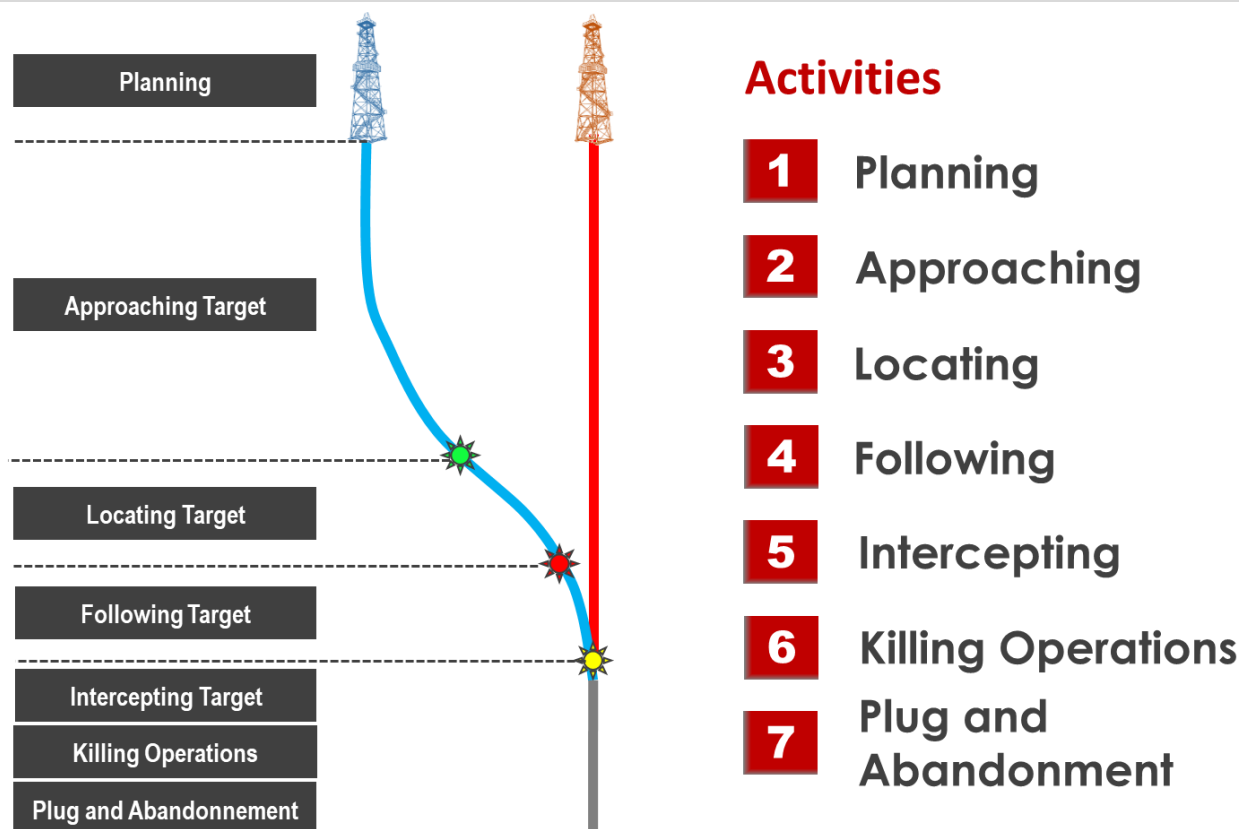 Planning
Approaching Target
Locating Target
Following Target
Intercepting Target
Killing Operations
Plug and Abandonnement
Activities
1 Planning
2 Approaching
3 Locating
4 Following
5 Intercepting
6 Killing Operations
7 Plug and
Abandonment